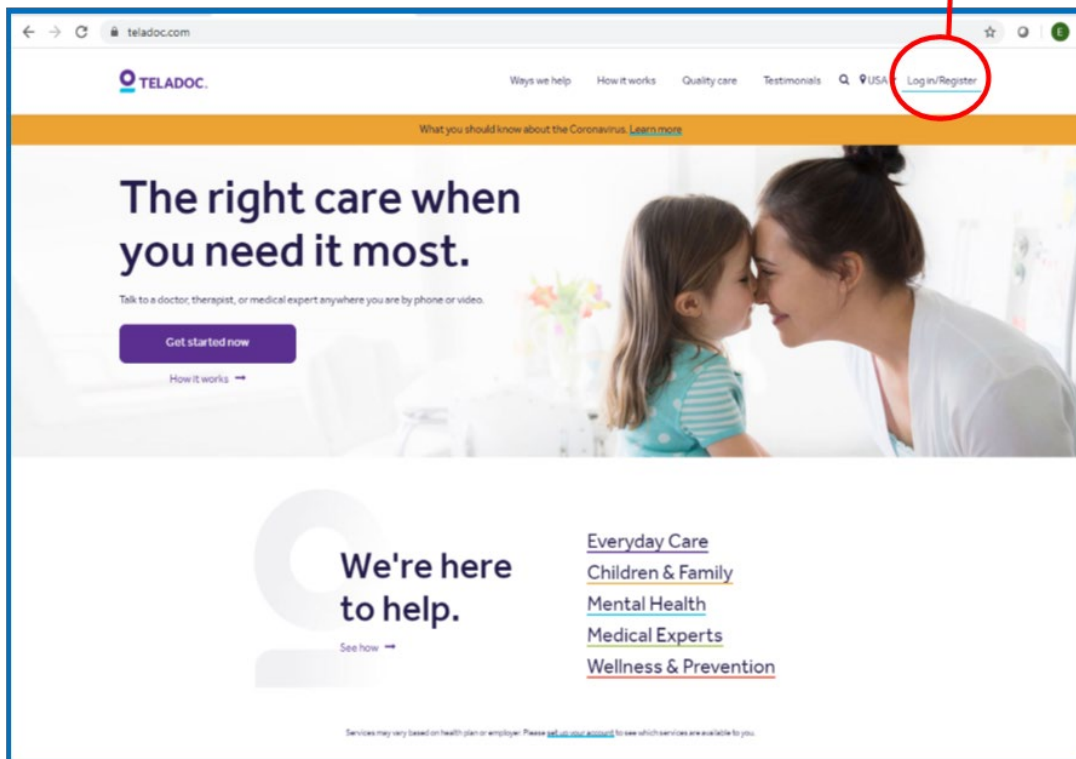 teladoc.com
E
TELADOC.
Ways we help How it works Quality care Testimonials USA Log in/Register
What you should know about the Coronavirus. Learn more
The right care when
you need it most.
Talk to a doctor, therapist, or medical expert anywhere you are by phone or video.
Get started now
How it works →
We're here
to help.
See how →
Everyday Care
Children & Family
Mental Health
Medical Experts
Wellness & Prevention
Services may vary based on health plan or employer. Please set up your account to see which services are available to you.